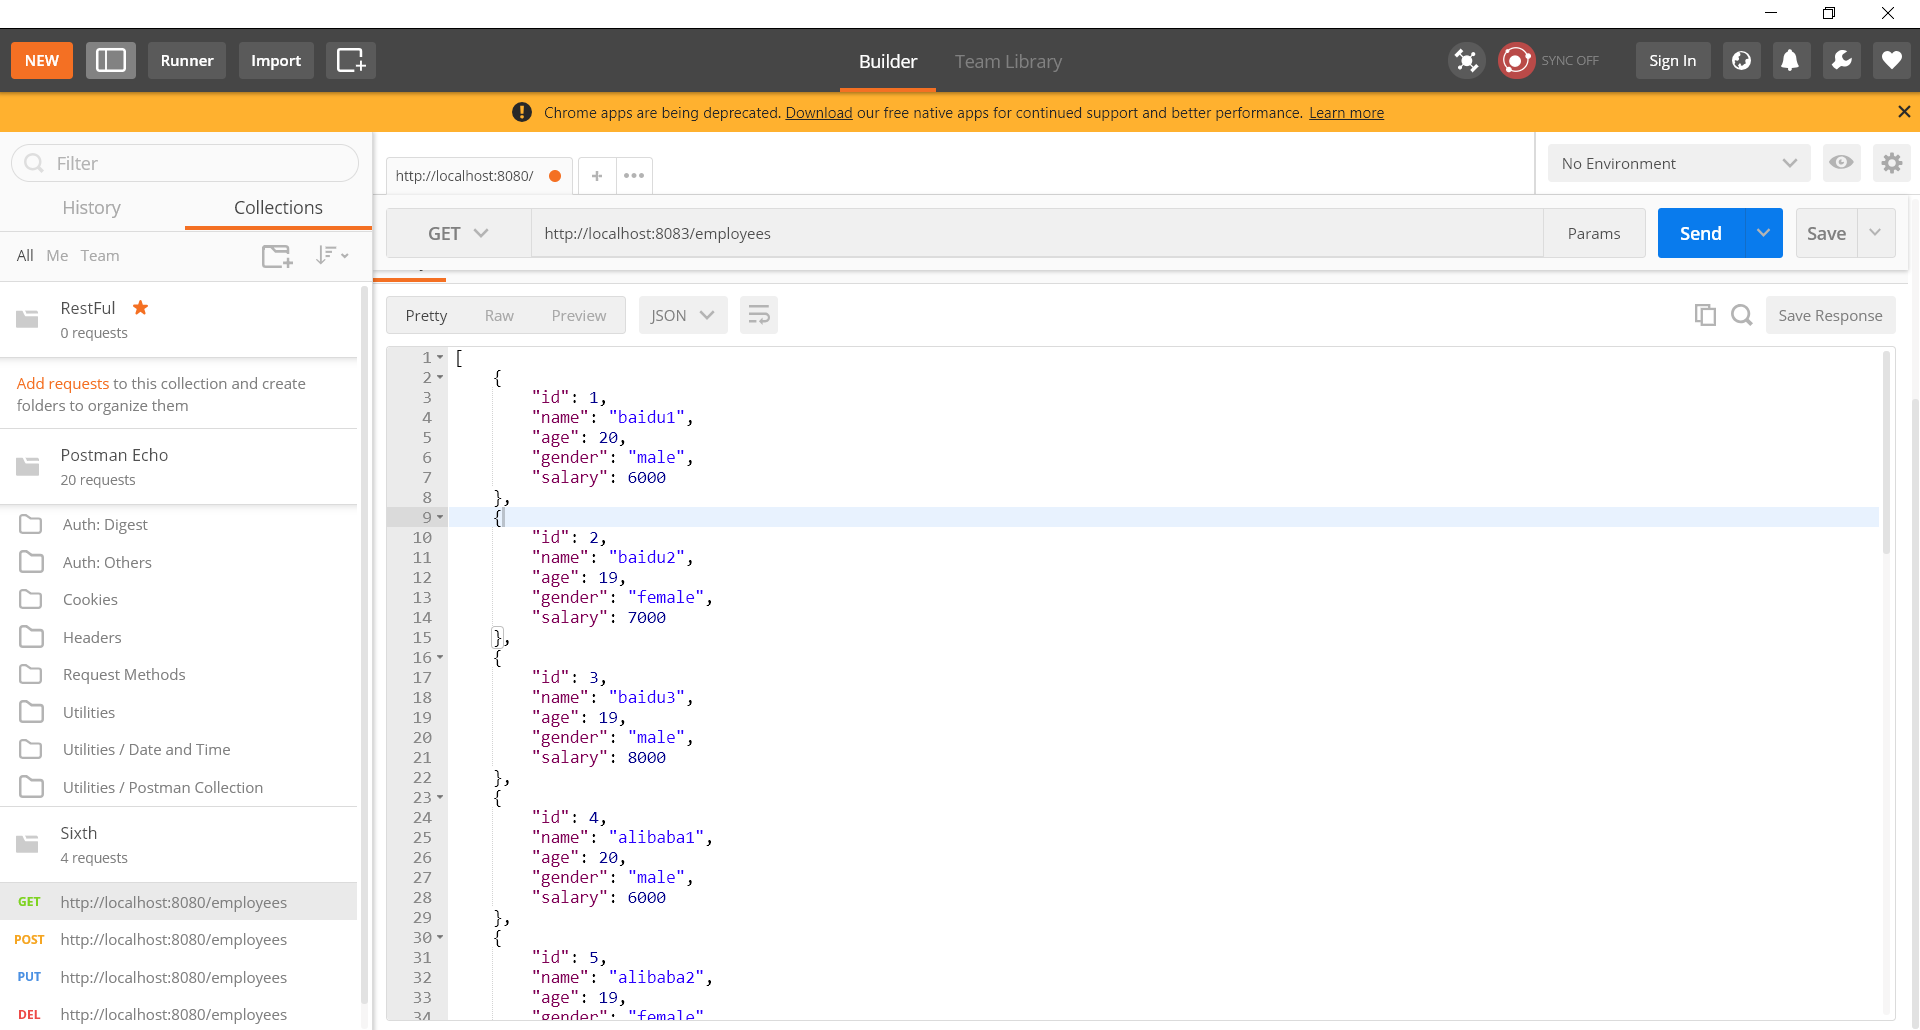 NEW
Runner
Import
Builder
Team Library
SYNC OFF
Sign In
Chrome apps are being deprecated. Download our free native apps for continued support and better performance. Learn more
Filter
History
Collections
All Me Team
RestFul
0 requests
Add requests to this collection and create
folders to organize them
Postman Echo
20 requests
Auth: Digest
Auth: Others
Cookies
Headers
Request Methods
Utilities
Utilities / Date and Time
Utilities / Postman Collection
Sixth
4 requests
GET http://localhost:8080/employees
POST http://localhost:8080/employees
PUT http://localhost:8080/employees
DEL http://localhost:8080/employees
http://localhost:8080/
No Environment
GET
http://localhost:8083/employees
Params
Send
Save
Pretty
Raw
Preview
JSON
Save Response
1 [
2 {
3 "id": 1,
4 "name": "baidu1",
5 "age": 20,
6 "gender": "male",
7 "salary": 6000
8 },
9 {
10 "id": 2,
11 "name": "baidu2",
12 "age": 19,
13 "gender": "female",
14 "salary": 7000
15 },
16 {
17 "id": 3,
18 "name": "baidu3",
19 "age": 19,
20 "gender": "male",
21 "salary": 8000
22 },
23 {
24 "id": 4,
25 "name": "alibaba1",
26 "age": 20,
27 "gender": "male",
28 "salary": 6000
29 },
30 {
31 "id": 5,
32 "name": "alibaba2",
33 "age": 19,
34 "gender": "female"